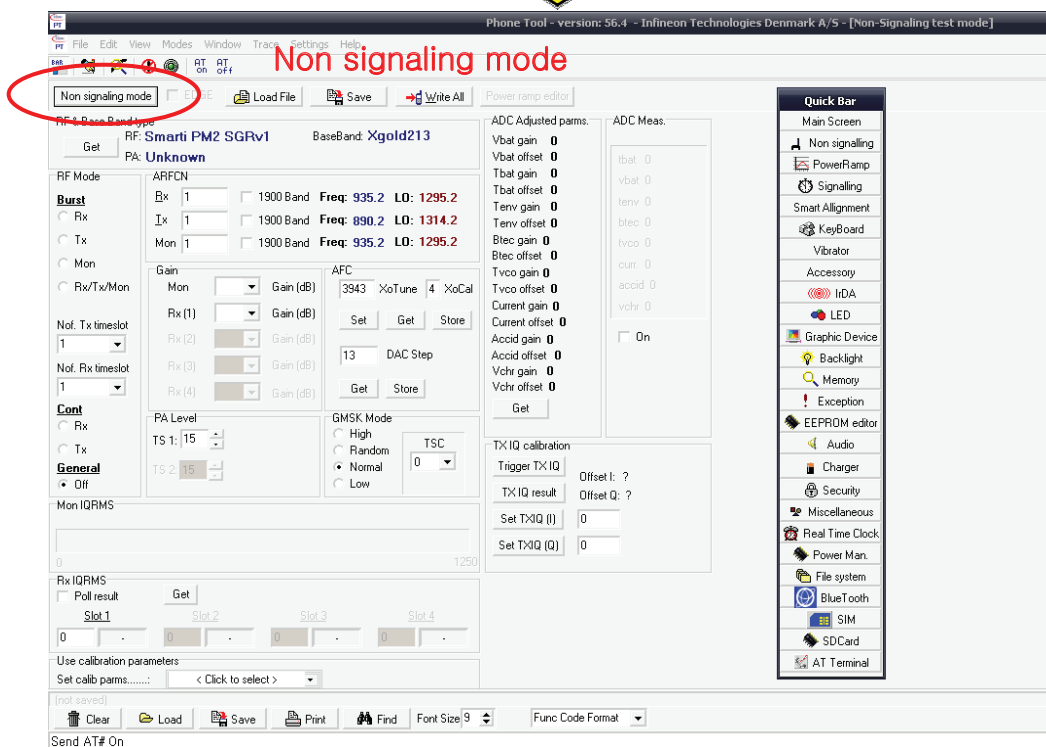 Phone Tool - version: 56.4 - Infineon Technologies Denmark A/S - [Non-Signaling test mode]
File Edit View Modes Window Trace Settings Help
BAR AT on AT off
Non signaling mode
Non signaling mode EDGE Load File Save Write All Power ramp editor
RF & Base Band type
Get RF: Smarti PM2 SGRv1 BaseBand: Xgold213
PA: Unknown
RF Mode
Burst
Rx
Tx
Mon
Rx/Tx/Mon
Nof. Tx timeslot
1
Nof. Rx timeslot
1
Cont
Rx
Tx
General
Off
ARFCN
Rx 1 1900 Band Freq: 935.2 LO: 1295.2
Tx 1 1900 Band Freq: 890.2 LO: 1314.2
Mon 1 1900 Band Freq: 935.2 LO: 1295.2
Gain
Mon Gain (dB)
Rx (1) Gain (dB)
Rx (2) Gain (dB)
Rx (3) Gain (dB)
Rx (4) Gain (dB)
AFC
3943 XoTune 4 XoCal
Set Get Store
13 DAC Step
Get Store
PA Level
TS 1: 15
TS 2: 15
GMSK Mode
High
Random
Normal
Low
TSC
0
Mon IQRMS
0 1250
Rx IQRMS
Poll result Get
Slot 1 Slot 2 Slot 3 Slot 4
0 . 0 . 0 . 0 .
Use calibration parameters
Set calib parms......: < Click to select >
ADC Adjusted parms.
Vbat gain 0
Vbat offset 0
Tbat gain 0
Tbat offset 0
Tenv gain 0
Tenv offset 0
Btec gain 0
Btec offset 0
Tvco gain 0
Tvco offset 0
Current gain 0
Current offset 0
Accid gain 0
Accid offset 0
Vchr gain 0
Vchr offset 0
Get
ADC Meas.
tbat 0
vbat 0
tenv 0
btec 0
tvco 0
curr. 0
accid 0
vchr 0
On
TX IQ calibration
Trigger TX IQ
TX IQ result
Offset I: ?
Offset Q: ?
Set TXIQ (I) 0
Set TXIQ (Q) 0
Quick Bar
Main Screen
Non signalling
PowerRamp
Signalling
Smart Allignment
KeyBoard
Vibrator
Accessory
IrDA
LED
Graphic Device
Backlight
Memory
Exception
EEPROM editor
Audio
Charger
Security
Miscellaneous
Real Time Clock
Power Man.
File system
BlueTooth
SIM
SDCard
AT Terminal
(not saved)
Clear Load Save Print Find Font Size 9 Func Code Format
Send AT# On